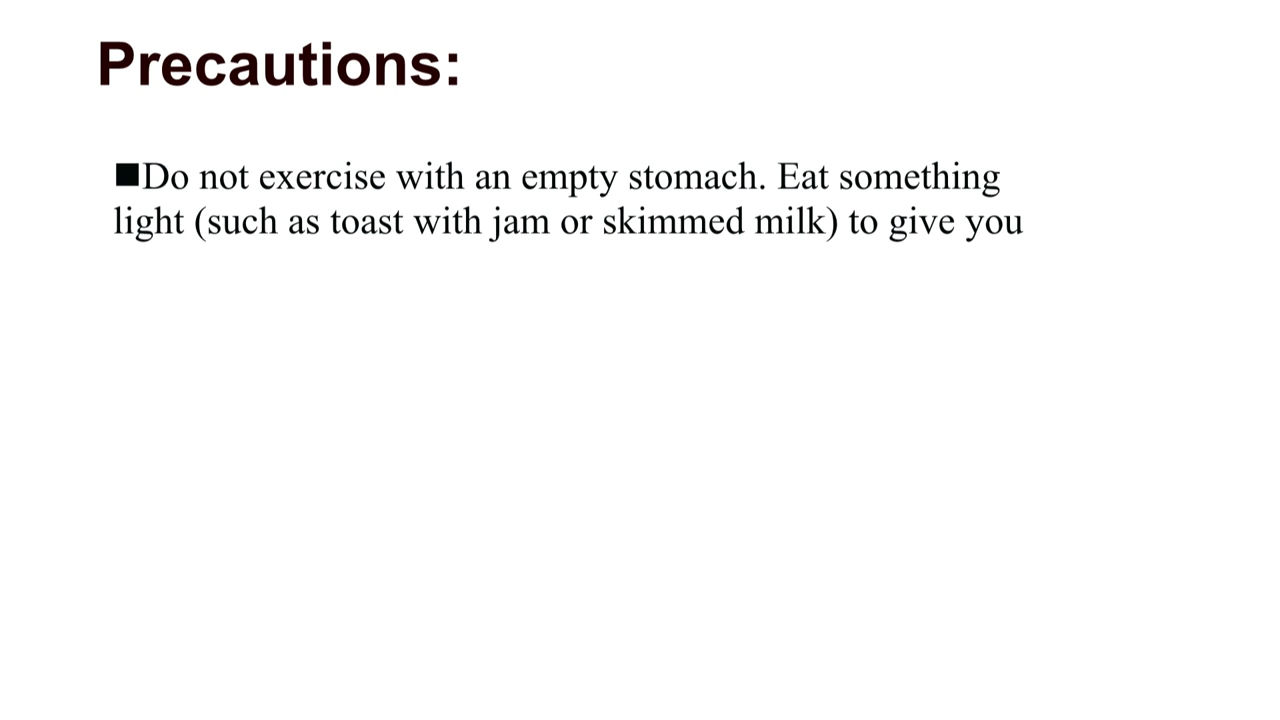 Precautions:
■Do not exercise with an empty stomach. Eat something
light (such as toast with jam or skimmed milk) to give you